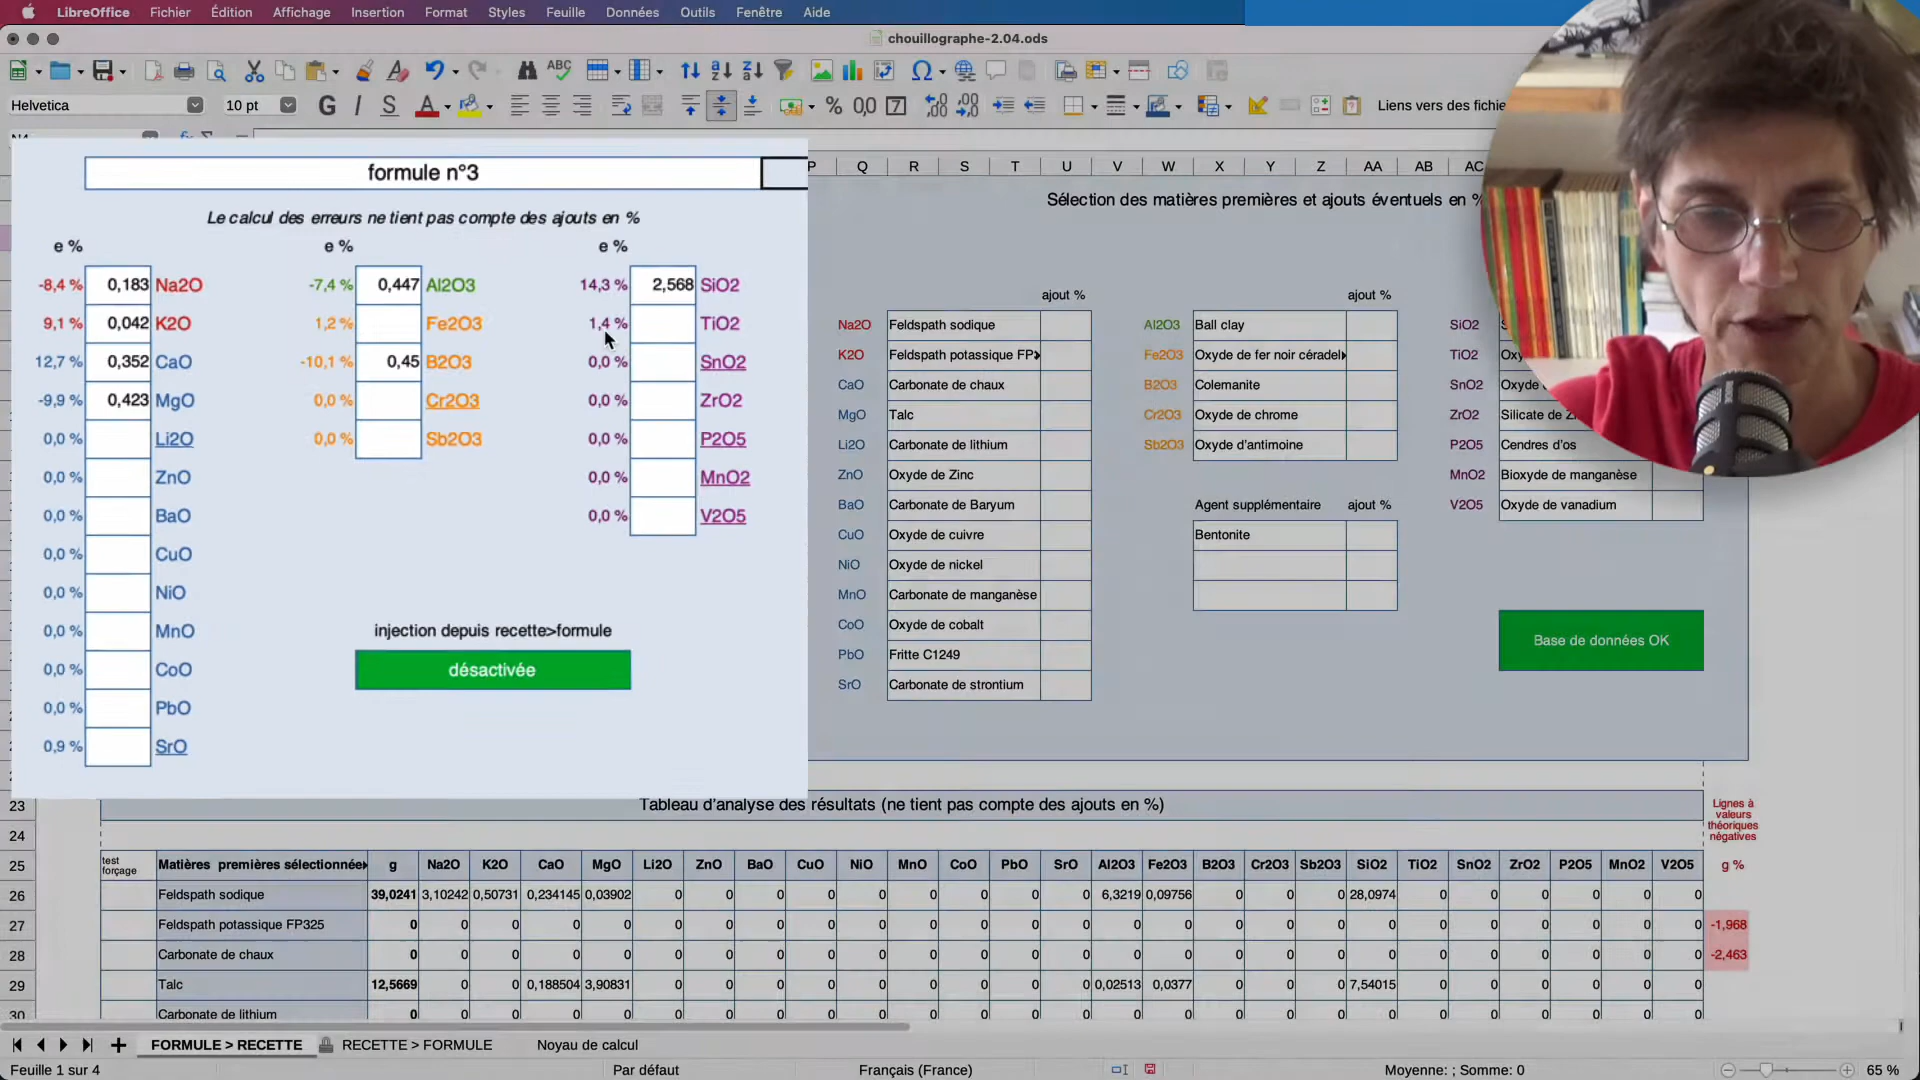 LibreOffice Fichier Édition Affichage Insertion Format Styles Feuille Données Outils Fenêtre Aide
chouillographe-2.04.ods
Helvetica 10 pt Liens vers des fichie
formule n°3
P Q R S T U V W X Y Z AA AB AC
Le calcul des erreurs ne tient pas compte des ajouts en %
Sélection des matières premières et ajouts éventuels en %
e % e % e %
-8,4 % 0,183 Na2O -7,4 % 0,447 Al2O3 14,3 % 2,568 SiO2
9,1 % 0,042 K2O 1,2 % Fe2O3 1,4 % TiO2
12,7 % 0,352 CaO -10,1 % 0,45 B2O3 0,0 % SnO2
-9,9 % 0,423 MgO 0,0 % Cr2O3 0,0 % ZrO2
0,0 % Li2O 0,0 % Sb2O3 0,0 % P2O5
0,0 % ZnO 0,0 % MnO2
0,0 % BaO 0,0 % V2O5
0,0 % CuO
0,0 % NiO
0,0 % MnO
0,0 % CoO
0,0 % PbO
0,9 % SrO
injection depuis recette>formule
désactivée
ajout % ajout %
Na2O Feldspath sodique Al2O3 Ball clay SiO2
K2O Feldspath potassique FP Fe2O3 Oxyde de fer noir céradel TiO2 Oxy
CaO Carbonate de chaux B2O3 Colemanite SnO2 Oxyde
MgO Talc Cr2O3 Oxyde de chrome ZrO2 Silicate de Z
Li2O Carbonate de lithium Sb2O3 Oxyde d'antimoine P2O5 Cendres d'os
ZnO Oxyde de Zinc MnO2 Bioxyde de manganèse
BaO Carbonate de Baryum Agent supplémentaire ajout % V2O5 Oxyde de vanadium
CuO Oxyde de cuivre Bentonite
NiO Oxyde de nickel
MnO Carbonate de manganèse
CoO Oxyde de cobalt
PbO Fritte C1249
SrO Carbonate de strontium
Base de données OK
23 Tableau d'analyse des résultats (ne tient pas compte des ajouts en %)
Lignes à
valeurs
théoriques
négatives
24
25 test forçage Matières premières sélectionnée g Na2O K2O CaO MgO Li2O ZnO BaO CuO NiO MnO CoO PbO SrO Al2O3 Fe2O3 B2O3 Cr2O3 Sb2O3 SiO2 TiO2 SnO2 ZrO2 P2O5 MnO2 V2O5 g %
26 Feldspath sodique 39,0241 3,10242 0,50731 0,234145 0,03902 0 0 0 0 0 0 0 0 0 6,3219 0,09756 0 0 0 28,0974 0 0 0 0 0 0
27 Feldspath potassique FP325 0 0 0 0 0 0 0 0 0 0 0 0 0 0 0 0 0 0 0 0 0 0 0 0 0 0 -1,968
28 Carbonate de chaux 0 0 0 0 0 0 0 0 0 0 0 0 0 0 0 0 0 0 0 0 0 0 0 0 0 0 -2,463
29 Talc 12,5669 0 0 0,188504 3,90831 0 0 0 0 0 0 0 0 0 0,02513 0,0377 0 0 0 7,54015 0 0 0 0 0 0
30 Carbonate de lithium 0 0 0 0 0 0 0 0 0 0 0 0 0 0 0 0 0 0 0 0 0 0 0 0 0 0
FORMULE > RECETTE RECETTE > FORMULE Noyau de calcul
Feuille 1 sur 4 Par défaut Français (France) Moyenne: ; Somme: 0 65 %